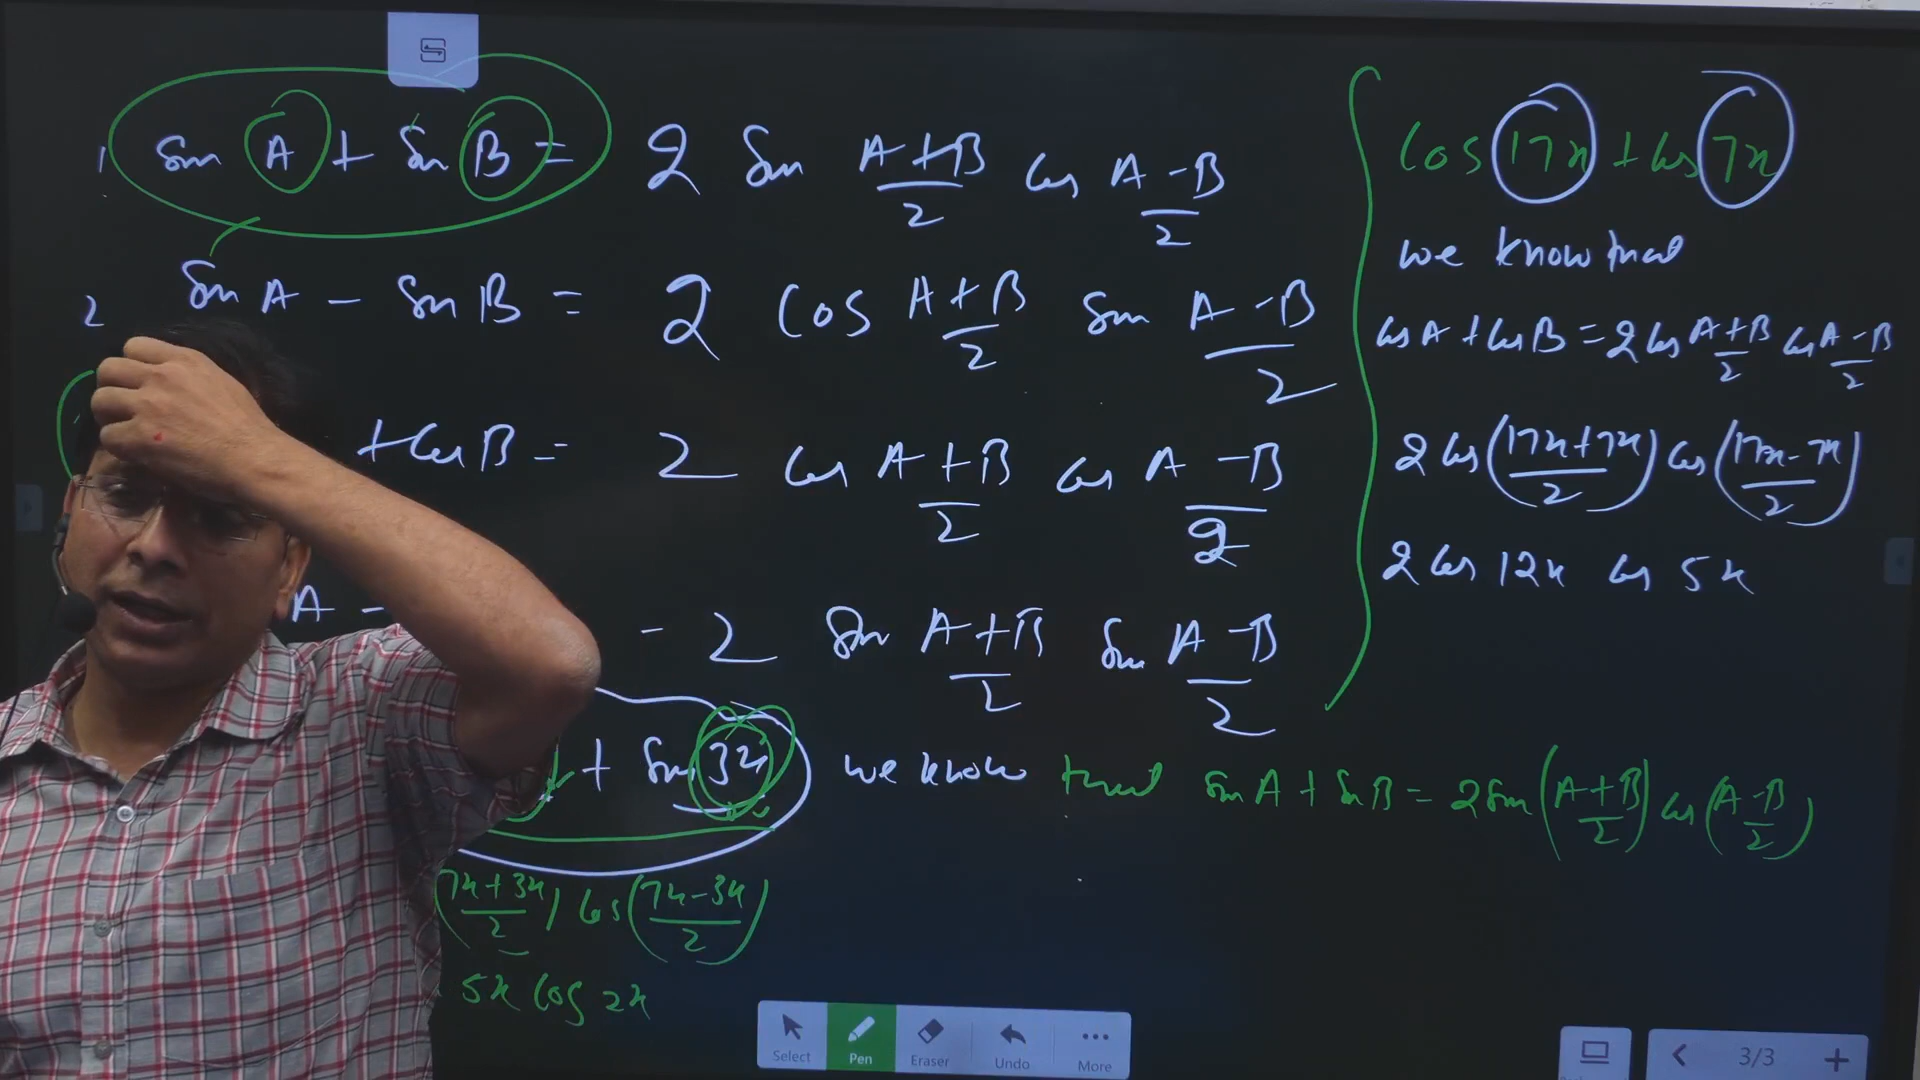 1 Sin A + Sin B = 2 Sin A+B/2 Cos A-B/2
2 Sin A - Sin B = 2 Cos A+B/2 Sin A-B/2
+ Cos B = 2 Cos A+B/2 Cos A-B/2
A - - 2 Sin A+B/2 Sin A-B/2
+ Sin 3x we know that Sin A + Sin B = 2 Sin (A+B/2) Cos (A-B/2)
(7x+3x/2) Cos (7x-3x/2)
5x Cos 2x
Cos 17x + Cos 7x
we know that
Cos A + Cos B = 2 Cos A+B/2 Cos A-B/2
2 Cos (17x+7x/2) Cos (17x-7x/2)
2 Cos 12x Cos 5x
Select Pen Eraser Undo More
3/3